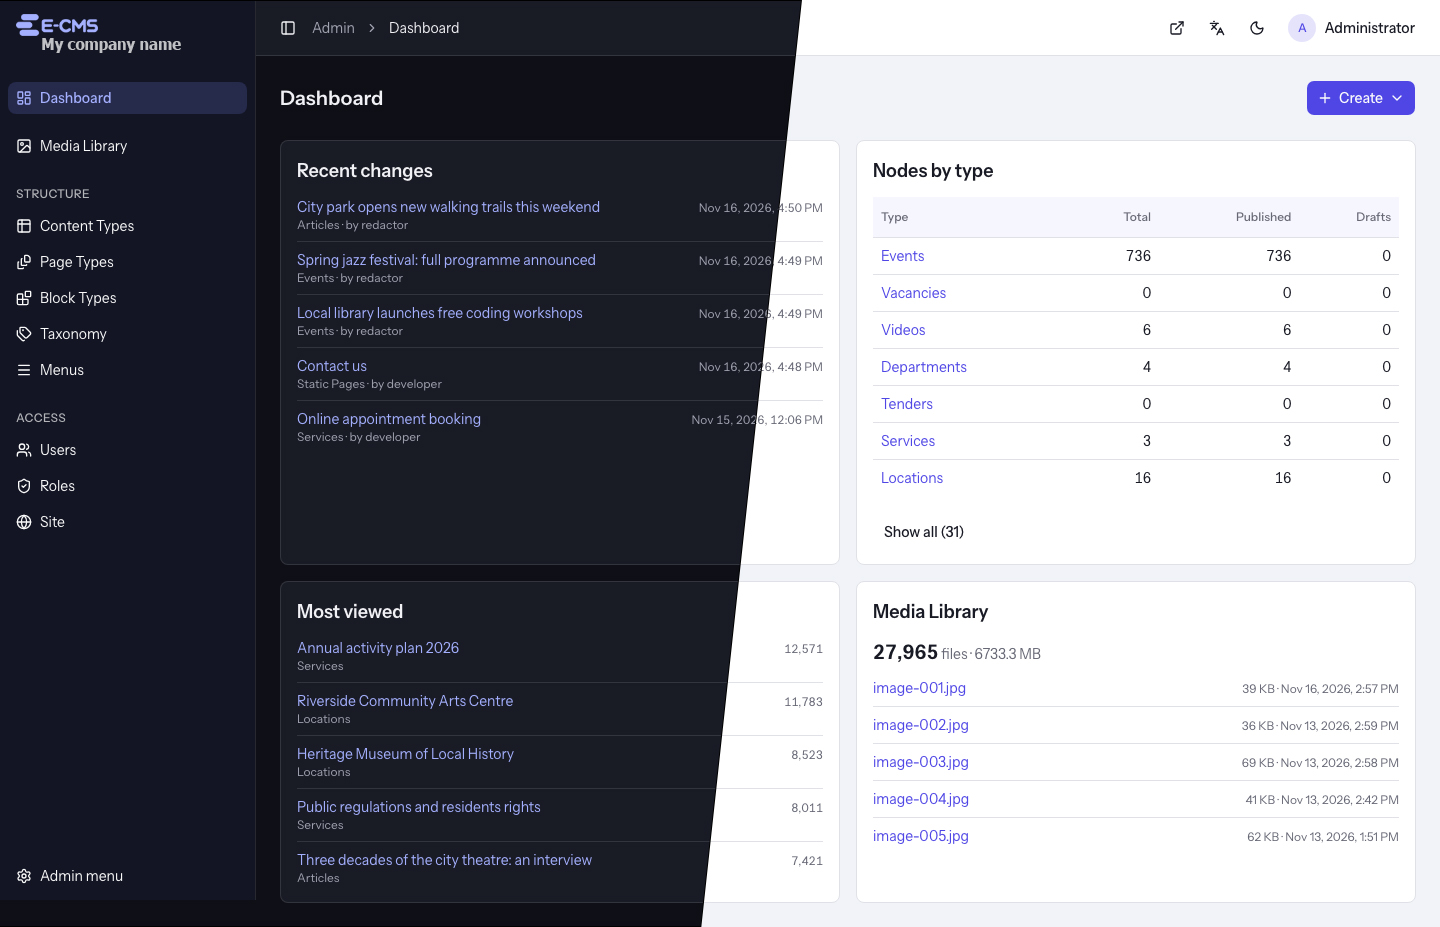 E-CMS
My company name
Dashboard
Media Library
STRUCTURE
Content Types
Page Types
Block Types
Taxonomy
Menus
ACCESS
Users
Roles
Site
Admin menu
Admin > Dashboard
A Administrator
Dashboard
+ Create
Recent changes
City park opens new walking trails this weekend Nov 16, 2026, 4:50 PM
Articles · by redactor
Spring jazz festival: full programme announced Nov 16, 2026, 4:49 PM
Events · by redactor
Local library launches free coding workshops Nov 16, 2026, 4:49 PM
Events · by redactor
Contact us Nov 16, 2026, 4:48 PM
Static Pages · by developer
Online appointment booking Nov 15, 2026, 12:06 PM
Services · by developer
Nodes by type
Type Total Published Drafts
Events 736 736 0
Vacancies 0 0 0
Videos 6 6 0
Departments 4 4 0
Tenders 0 0 0
Services 3 3 0
Locations 16 16 0
Show all (31)
Most viewed
Annual activity plan 2026 12,571
Services
Riverside Community Arts Centre 11,783
Locations
Heritage Museum of Local History 8,523
Locations
Public regulations and residents rights 8,011
Services
Three decades of the city theatre: an interview 7,421
Articles
Media Library
27,965 files · 6733.3 MB
image-001.jpg 39 KB · Nov 16, 2026, 2:57 PM
image-002.jpg 36 KB · Nov 13, 2026, 2:59 PM
image-003.jpg 69 KB · Nov 13, 2026, 2:58 PM
image-004.jpg 41 KB · Nov 13, 2026, 2:42 PM
image-005.jpg 62 KB · Nov 13, 2026, 1:51 PM